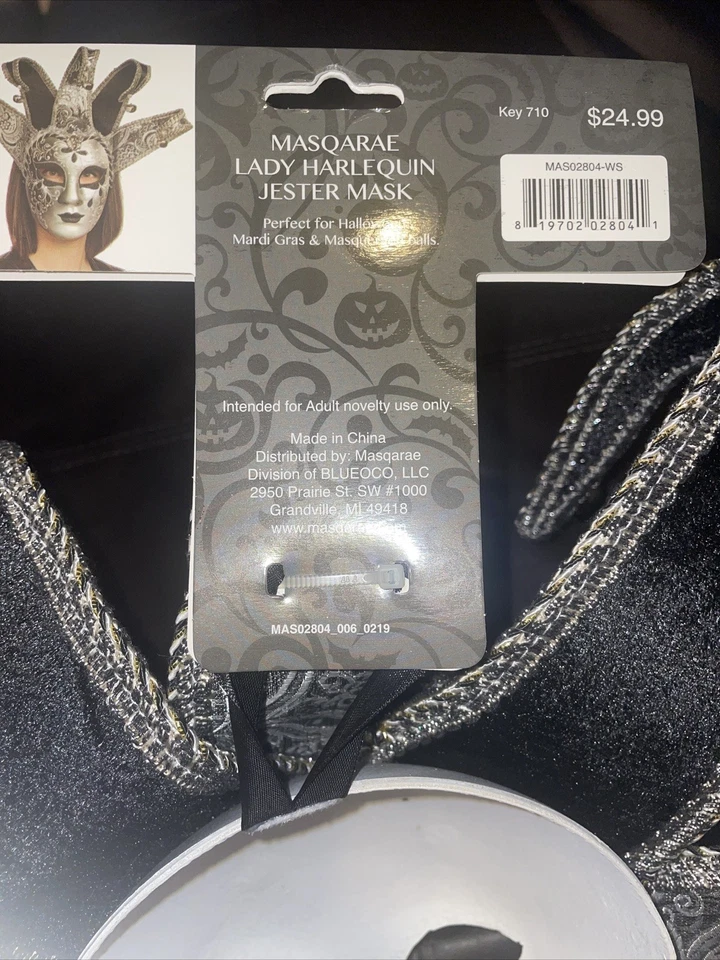 MASQARAE
LADY HARLEQUIN
JESTER MASK
Perfect for
Mardi Gras &
Key 710
$24.99
MAS02804-WS
8 19702 02804 1
Intended for Adult novelty use only.
Made in China
Distributed by: Masqarae
Division of BLUEOCO, LLC
2950 Prairie St. SW #1000
Grandville, MI 49418
MAS02804_006_0219